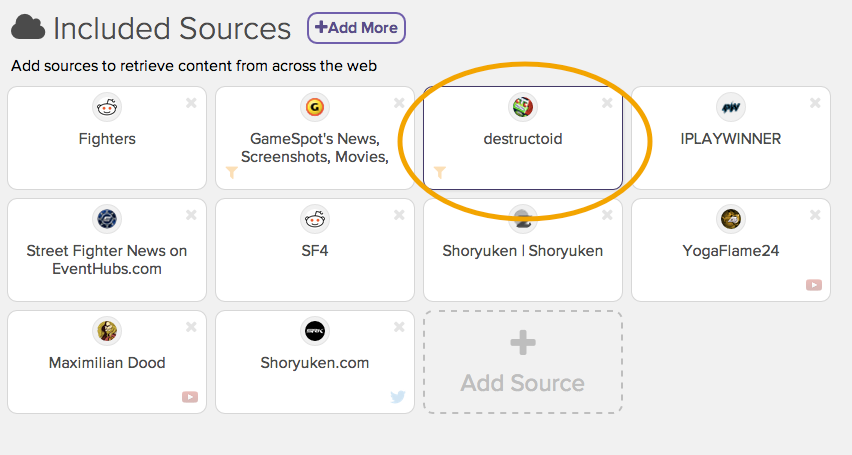 Included Sources
+Add More
Add sources to retrieve content from across the web
Fighters
GameSpot's News,
Screenshots, Movies,
destructoid
IPLAYWINNER
Street Fighter News on
EventHubs.com
SF4
Shoryuken | Shoryuken
YogaFlame24
Maximilian Dood
Shoryuken.com
Add Source